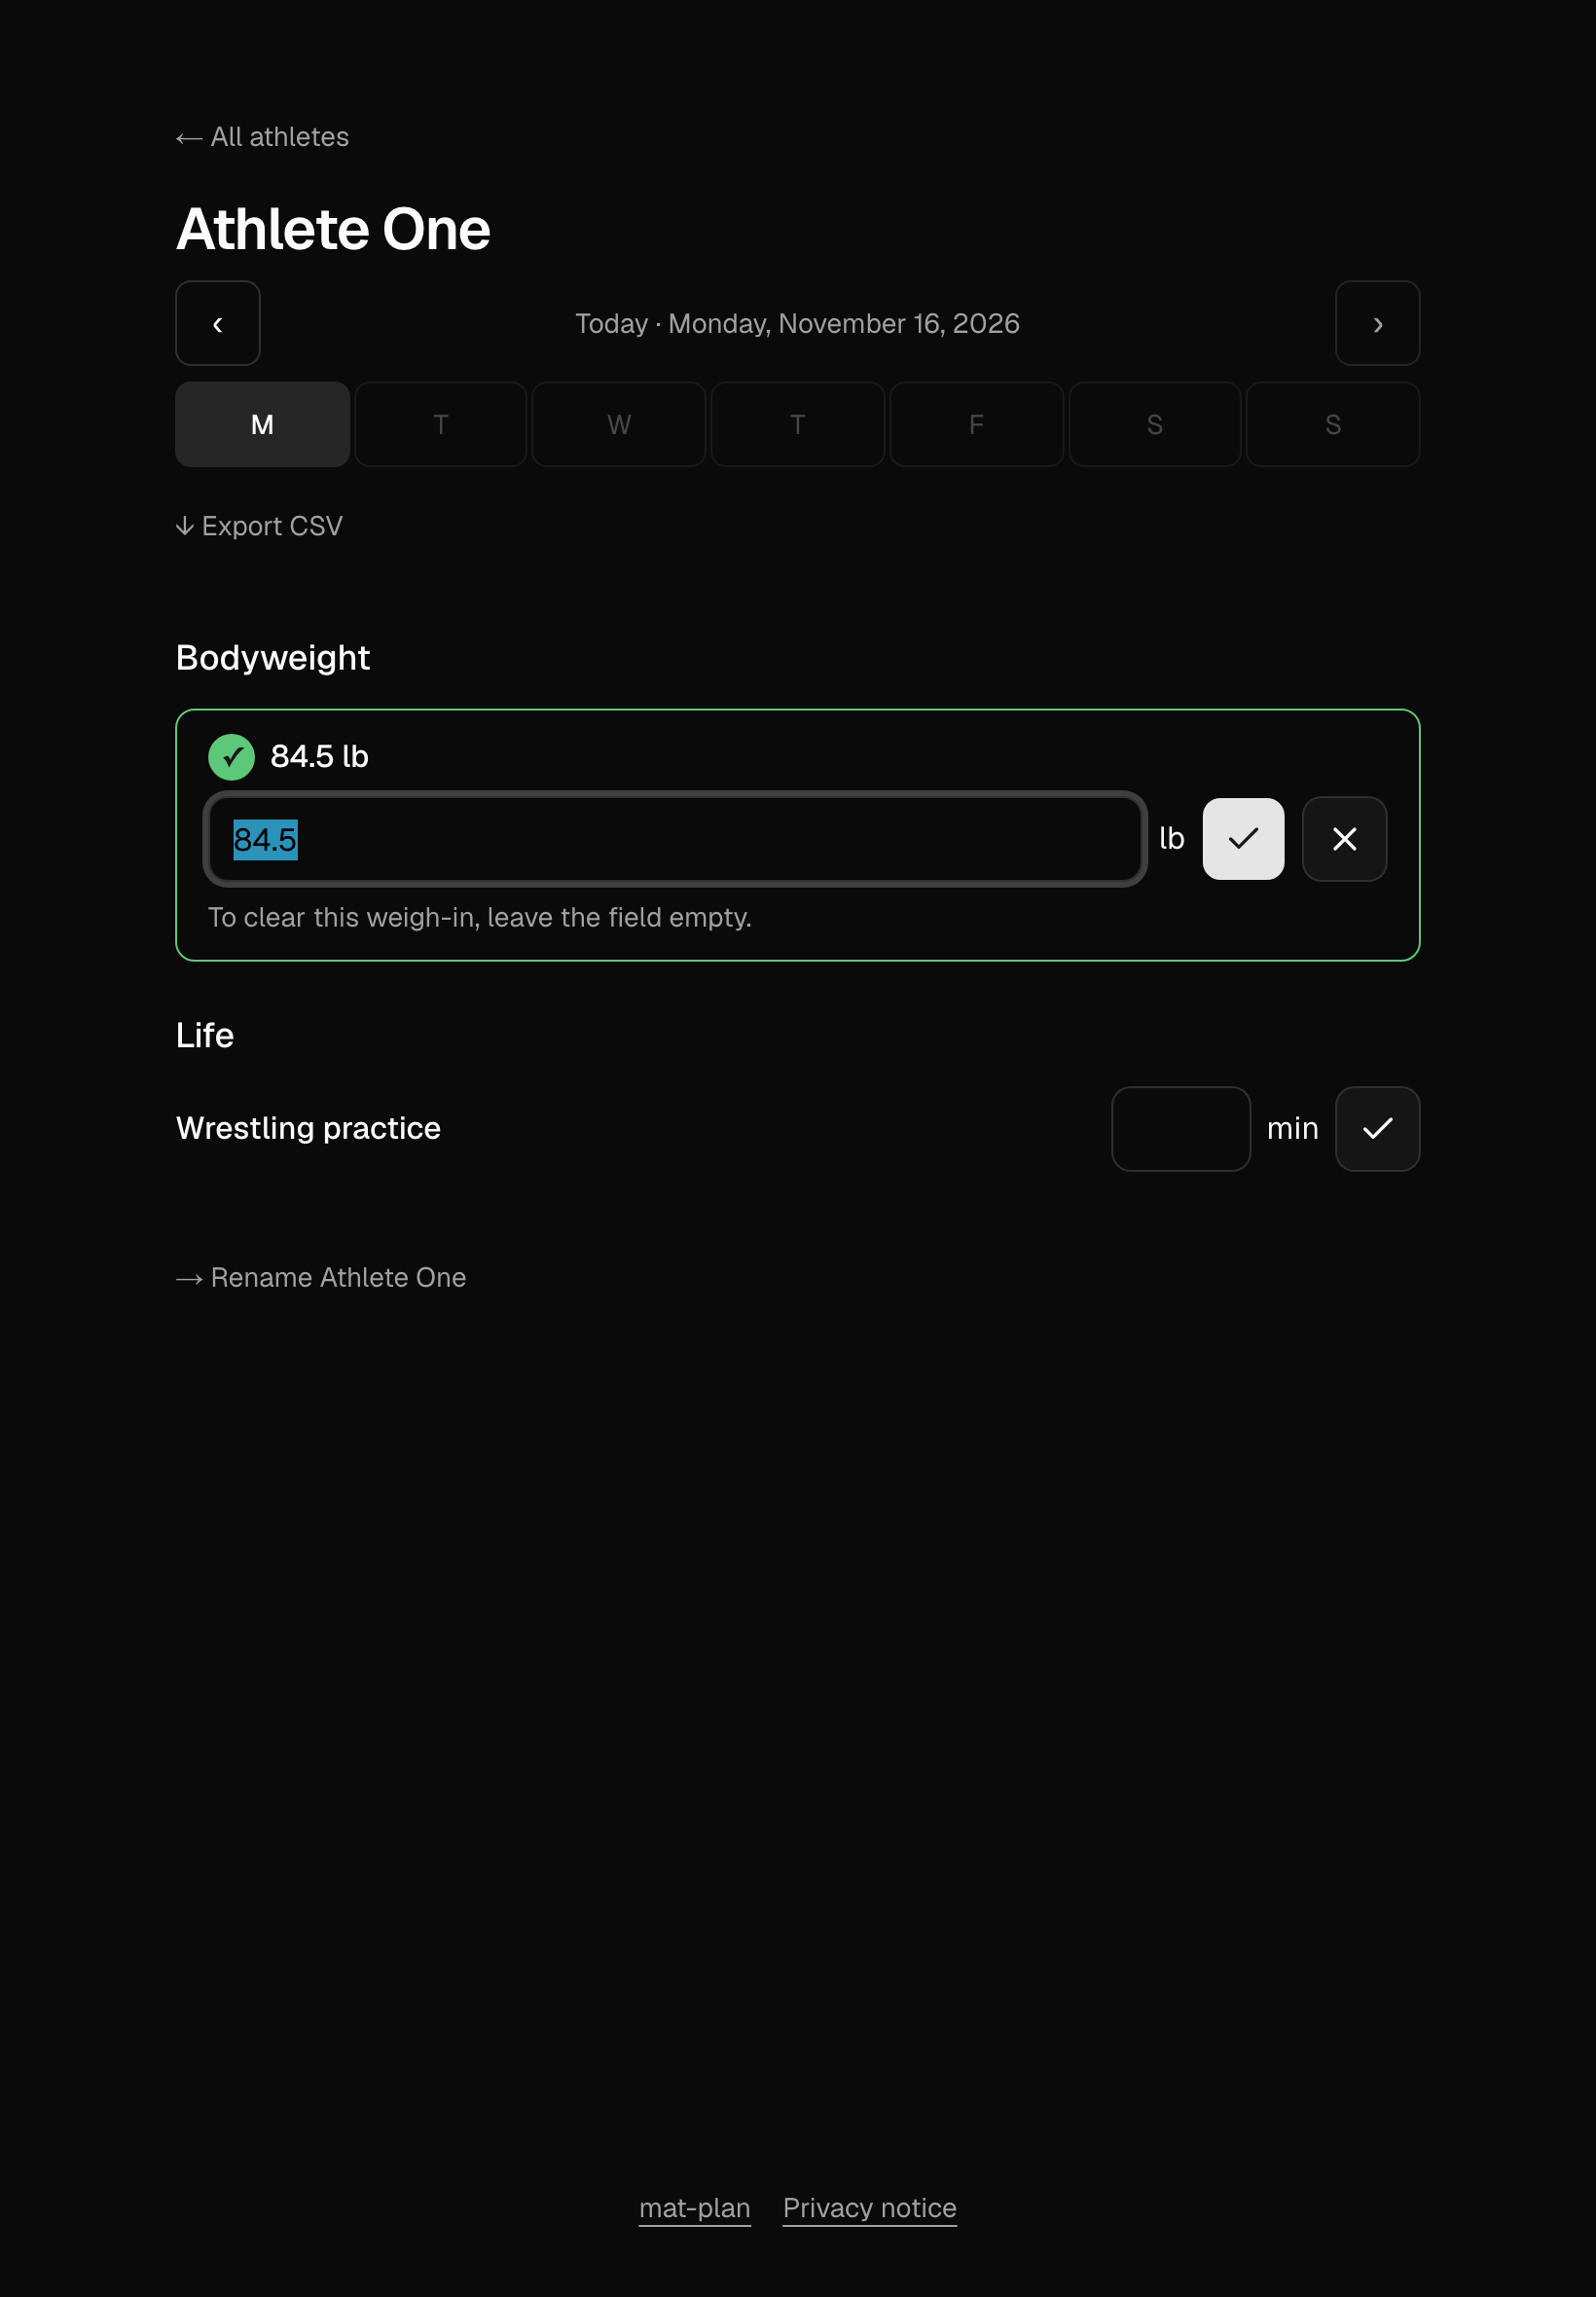 ← All athletes
Athlete One
‹ Today · Monday, November 16, 2026 ›
M T W T F S S
↓ Export CSV
Bodyweight
✓ 84.5 lb
84.5 lb ✓ ✕
To clear this weigh-in, leave the field empty.
Life
Wrestling practice min ✓
→ Rename Athlete One
mat-plan Privacy notice